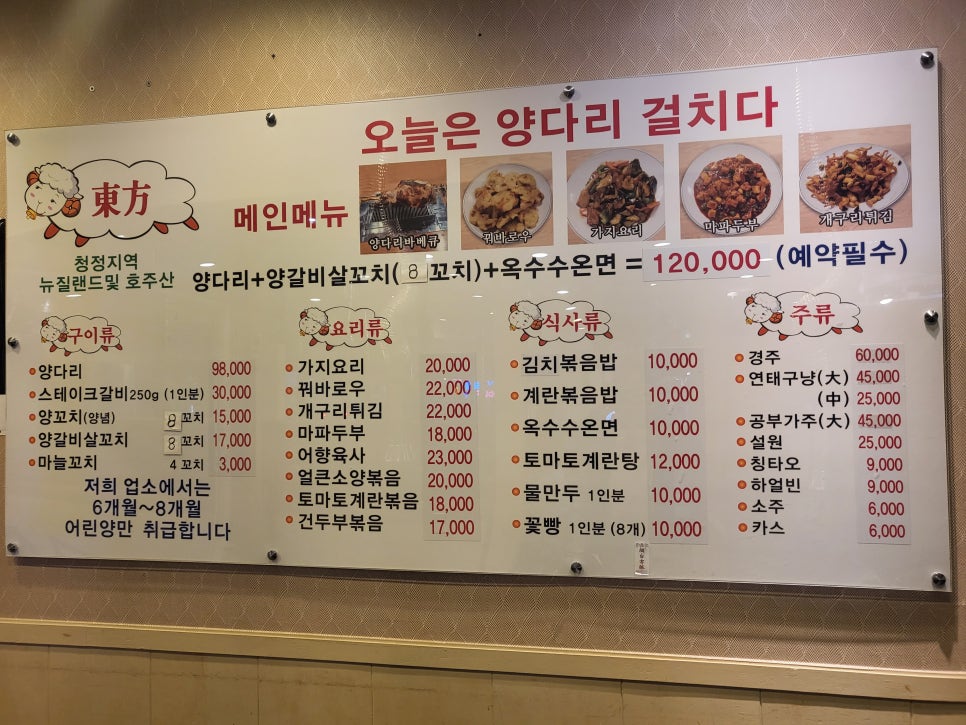 오늘은 양다리 걸치다
東方
청정지역
뉴질랜드및 호주산
메인메뉴
양다리바베큐
꿔바로우
가지요리
마파두부
개구리튀김
양다리+양갈비살꼬치(8 꼬치)+옥수수온면 = 120,000 (예약필수)
구이류
양다리 98,000
스테이크갈비250g (1인분) 30,000
양꼬치(양념) 8 꼬치 15,000
양갈비살꼬치 8 꼬치 17,000
마늘꼬치 4 꼬치 3,000
저희 업소에서는
6개월~8개월
어린양만 취급합니다
요리류
가지요리 20,000
꿔바로우 22,000
개구리튀김 22,000
마파두부 18,000
어향육사 23,000
얼큰소양볶음 20,000
토마토계란볶음 18,000
건두부볶음 17,000
식사류
김치볶음밥 10,000
계란볶음밥 10,000
옥수수온면 10,000
토마토계란탕 12,000
물만두 1인분 10,000
꽃빵 1인분 (8개) 10,000
주류
경주 60,000
연태구냥(大) 45,000
(中) 25,000
공부가주(大) 45,000
설원 25,000
칭타오 9,000
하얼빈 9,000
소주 6,000
카스 6,000